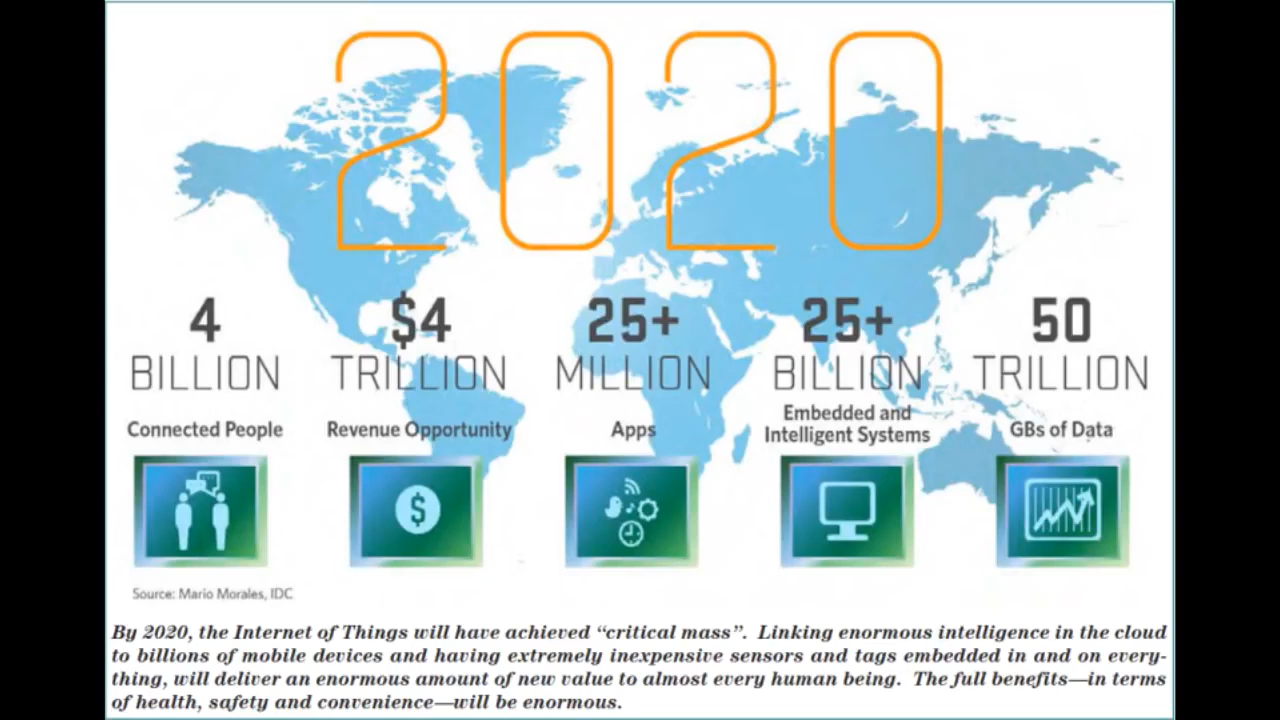 2020
4
BILLION
Connected People
$4
TRILLION
Revenue Opportunity
25+
MILLION
Apps
25+
BILLION
Embedded and
Intelligent Systems
50
TRILLION
GBs of Data
$
Source: Mario Morales, IDC
By 2020, the Internet of Things will have achieved “critical mass”. Linking enormous intelligence in the cloud
to billions of mobile devices and having extremely inexpensive sensors and tags embedded in and on every-
thing, will deliver an enormous amount of new value to almost every human being. The full benefits—in terms
of health, safety and convenience—will be enormous.